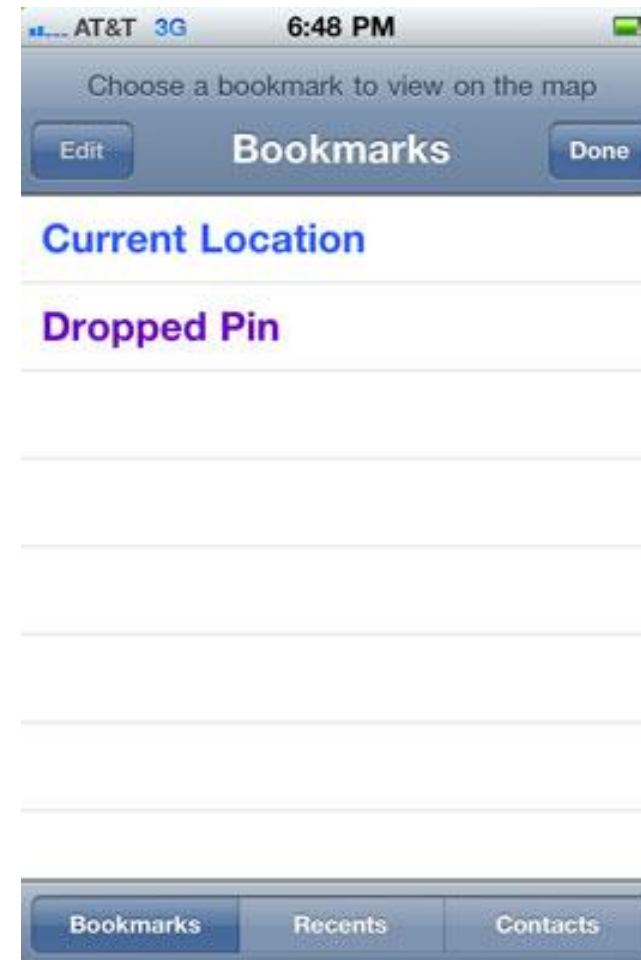 AT&T 3G 6:48 PM
Choose a bookmark to view on the map
Edit Bookmarks Done
Current Location
Dropped Pin
Bookmarks Recents Contacts